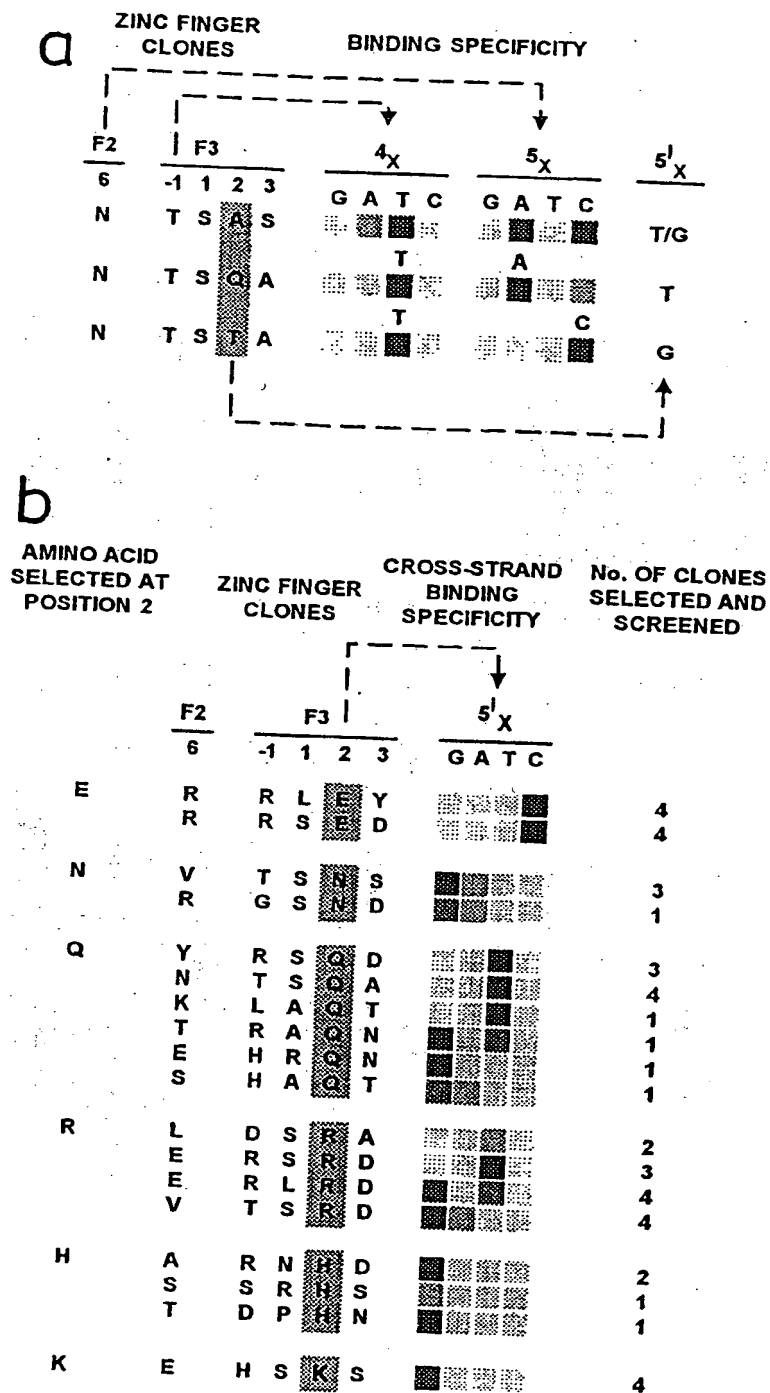 a
ZINC FINGER CLONES
BINDING SPECIFICITY
F2 F3 4X 5X 5'X
6 -1 1 2 3 G A T C G A T C
N T S A S T/G
T A
N T S Q A T
T C
N T S T A G
b
AMINO ACID SELECTED AT POSITION 2
ZINC FINGER CLONES
CROSS-STRAND BINDING SPECIFICITY
No. OF CLONES SELECTED AND SCREENED
F2 F3 5'X
6 -1 1 2 3 G A T C
E R R L E Y 4
R R S E D 4
N V T S N S 3
R G S N D 1
Q Y R S Q D 3
N T S Q A 4
K L A Q T 1
T R A Q N 1
E H R Q N 1
S H A Q T 1
R L D S R A 2
E R S R D 3
E R L R D 4
V T S R D 4
H A R N H D 2
S S R H S 1
T D P H N 1
K E H S K S 4